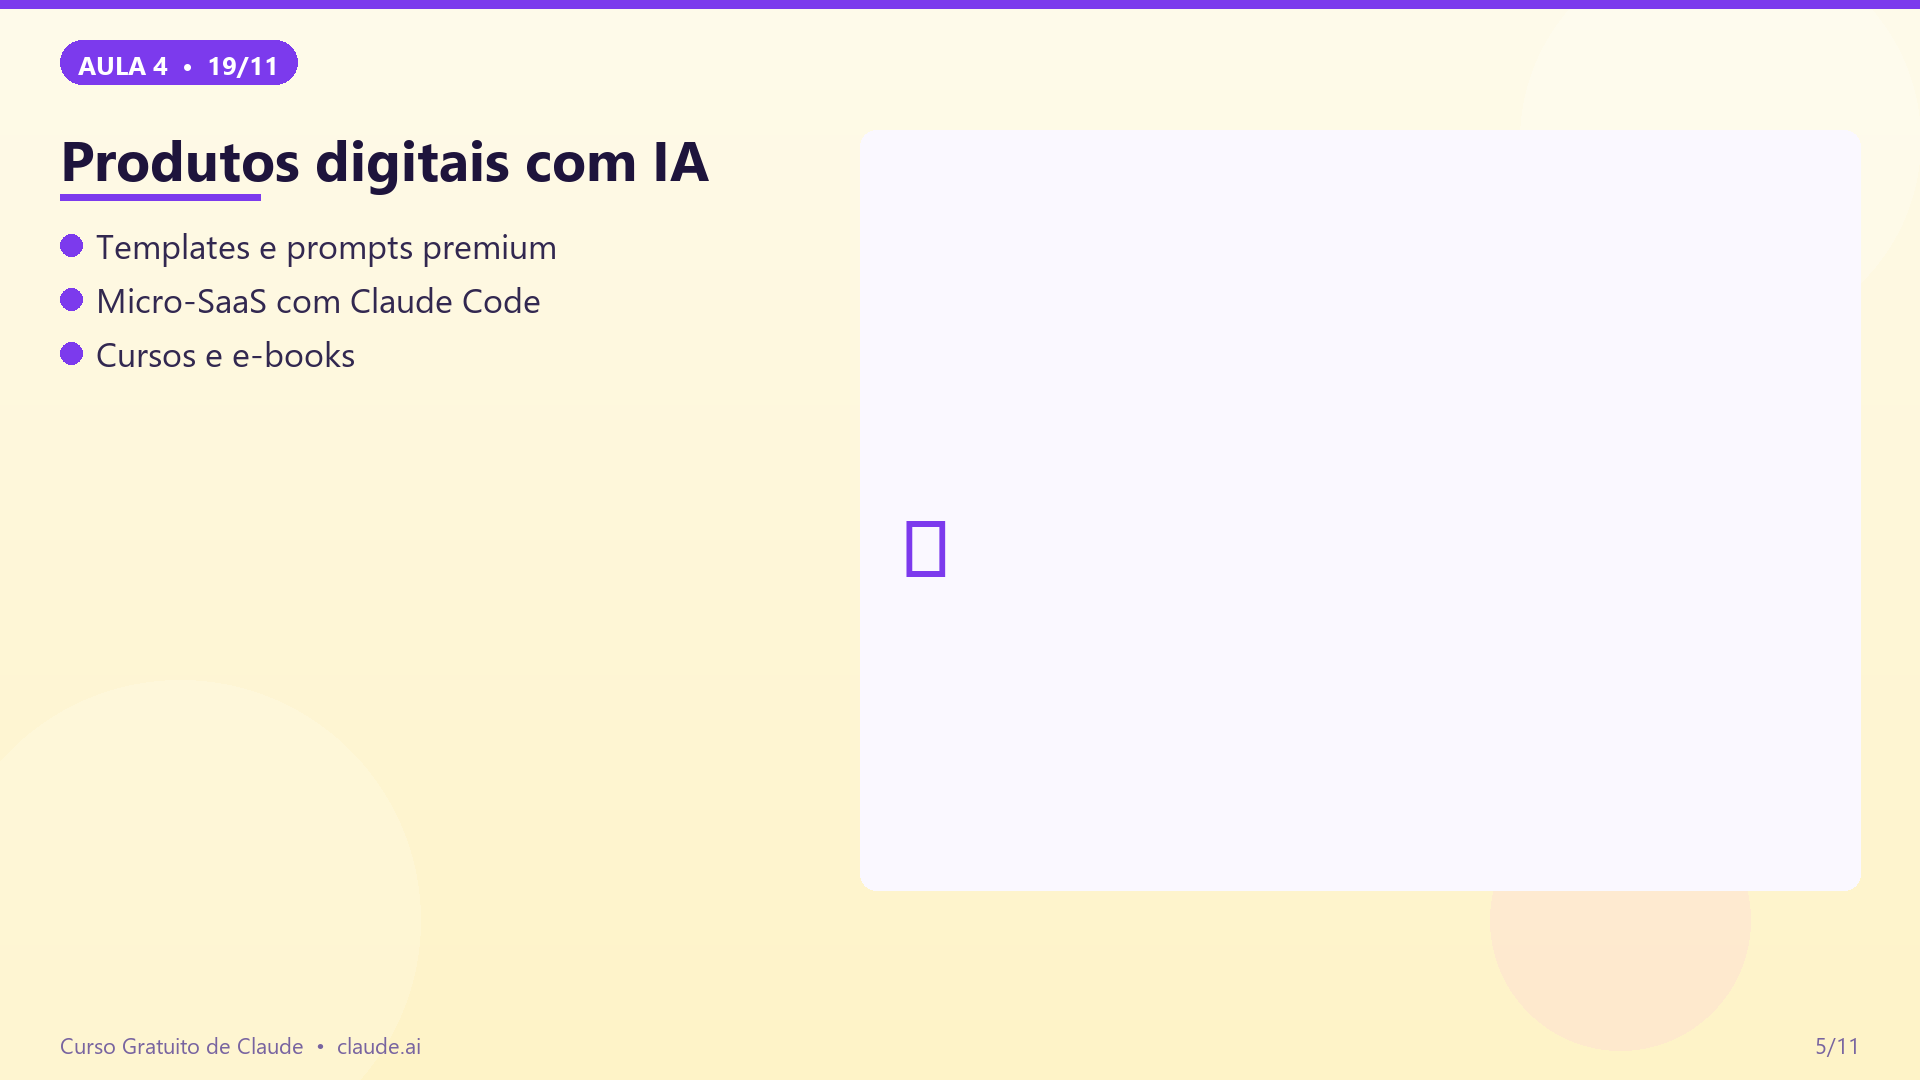 AULA 4 • 19/11
Produtos digitais com IA
Templates e prompts premium
Micro-SaaS com Claude Code
Cursos e e-books
Curso Gratuito de Claude • claude.ai
5/11